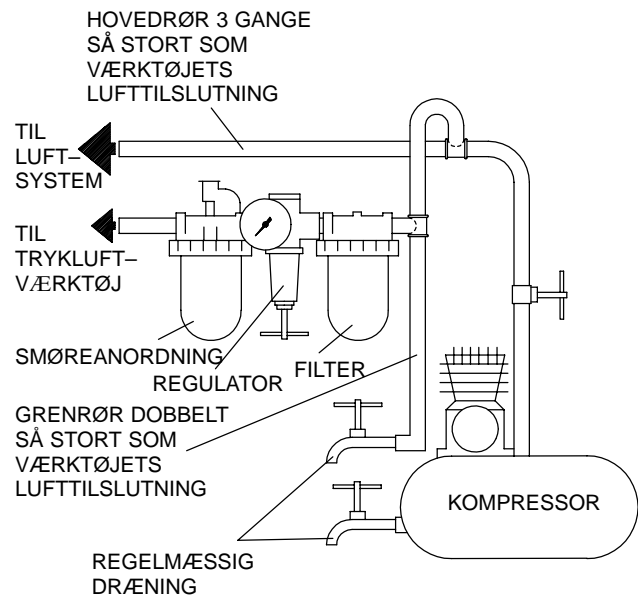 HOVEDRØR 3 GANGE
SÅ STORT SOM
VÆRKTØJETS
LUFTTILSLUTNING
TIL
LUFT–
SYSTEM
TIL
TRYKLUFT–
VÆRKTØJ
SMØREANORDNING
REGULATOR
FILTER
GRENRØR DOBBELT
SÅ STORT SOM
VÆRKTØJETS
LUFTTILSLUTNING
KOMPRESSOR
REGELMÆSSIG
DRÆNING